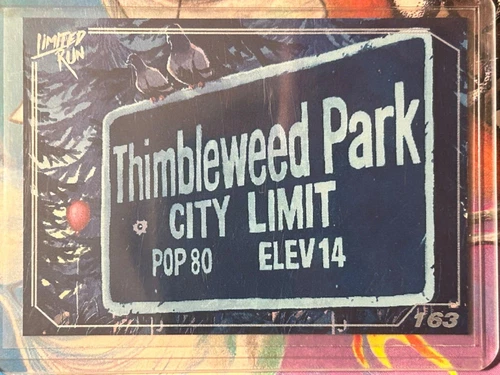 LIMITED
RUN
Thimbleweed Park
CITY LIMIT
POP 80 ELEV 14
163